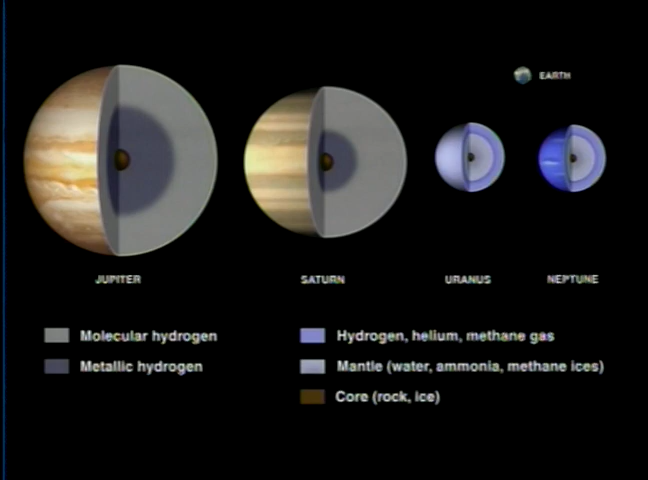 EARTH
JUPITER
SATURN
URANUS
NEPTUNE
Molecular hydrogen
Metallic hydrogen
Hydrogen, helium, methane gas
Mantle (water, ammonia, methane ices)
Core (rock, ice)